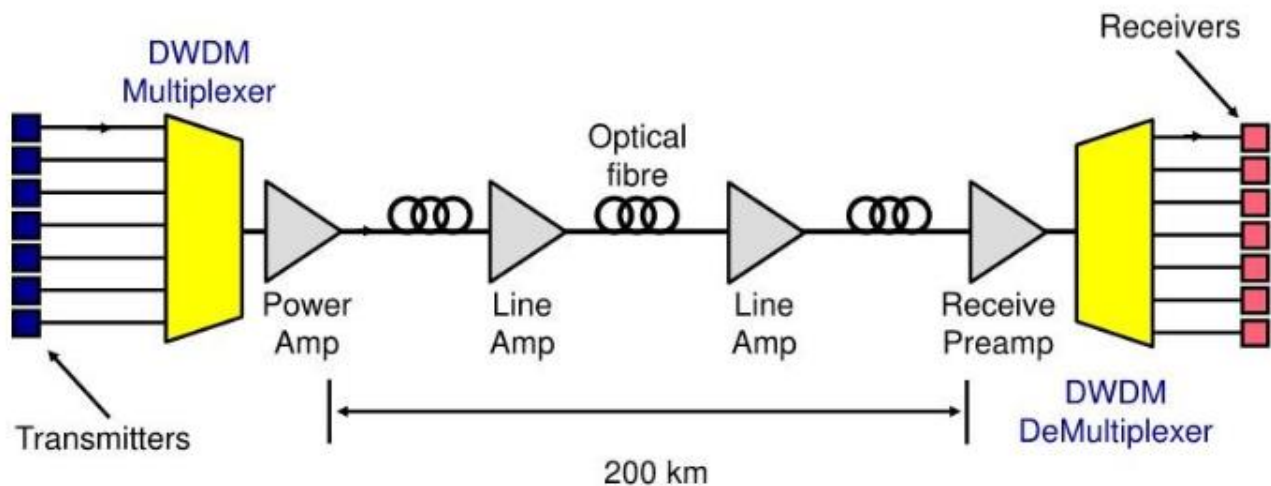 DWDM
Multiplexer
Receivers
Optical
fibre
Power
Amp
Line
Amp
Line
Amp
Receive
Preamp
Transmitters
DWDM
DeMultiplexer
200 km